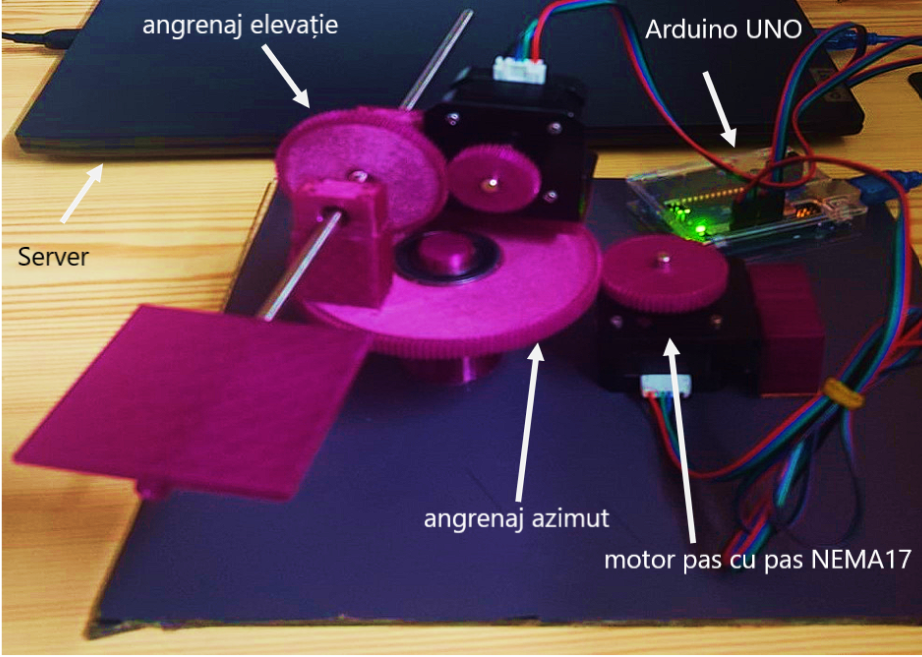 angrenaj elevație
Arduino UNO
Server
angrenaj azimut
motor pas cu pas NEMA17